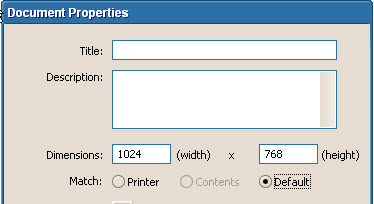 Document Properties
Title:
Description:
Dimensions: 1024 (width) x 768 (height)
Match: Printer Contents Default